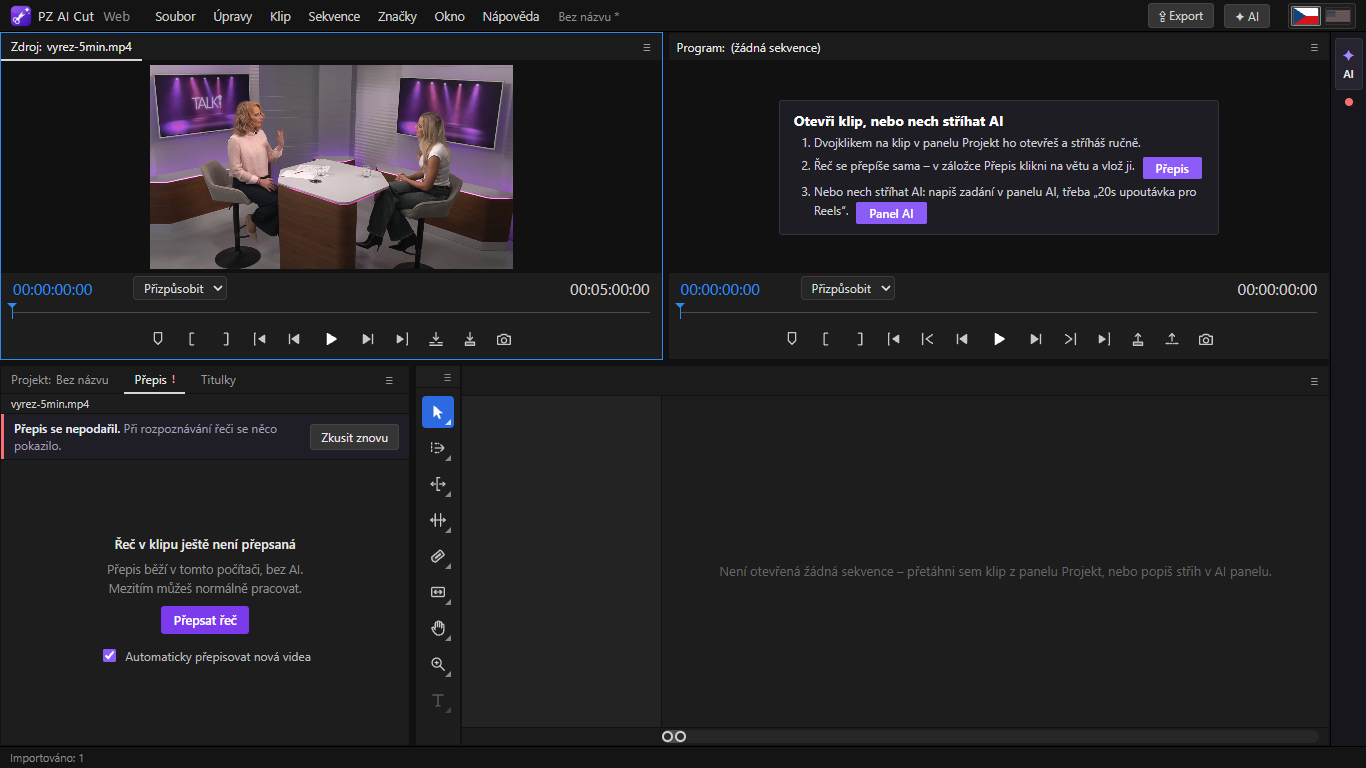 PZ AI Cut Web Soubor Úpravy Klip Sekvence Značky Okno Nápověda Bez názvu * Export AI
Zdroj: vyrez-5min.mp4
TALK!
00:00:00:00 Přizpůsobit 00:05:00:00
Program: (žádná sekvence)
Otevři klip, nebo nech stříhat AI
1. Dvojklikem na klip v panelu Projekt ho otevřeš a stříháš ručně.
2. Řeč se přepíše sama – v záložce Přepis klikni na větu a vlož ji. Přepis
3. Nebo nech stříhat AI: napiš zadání v panelu AI, třeba „20s upoutávka pro
Reels“. Panel AI
00:00:00:00 Přizpůsobit 00:00:00:00
AI
Projekt: Bez názvu Přepis ! Titulky
vyrez-5min.mp4
Přepis se nepodařil. Při rozpoznávání řeči se něco
pokazilo.
Zkusit znovu
Řeč v klipu ještě není přepsaná
Přepis běží v tomto počítači, bez AI.
Mezitím můžeš normálně pracovat.
Přepsat řeč
Automaticky přepisovat nová videa
Není otevřená žádná sekvence – přetáhni sem klip z panelu Projekt, nebo popiš střih v AI panelu.
Importováno: 1